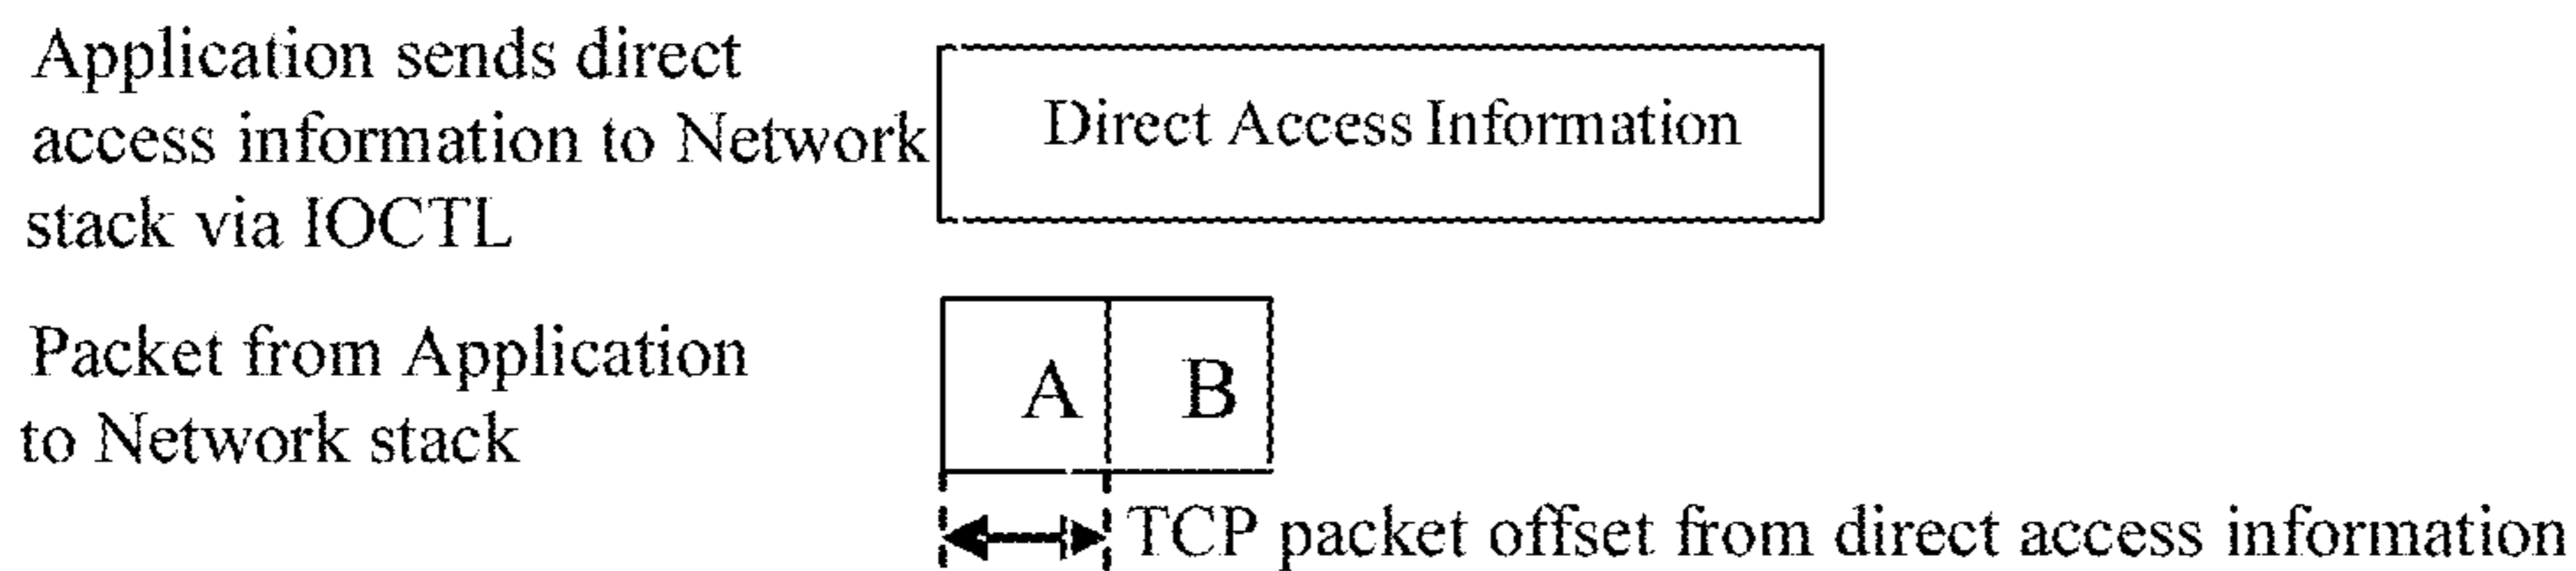 Application sends direct
access information to Network
stack via IOCTL
Direct Access Information
Packet from Application
to Network stack
A B
TCP packet offset from direct access information